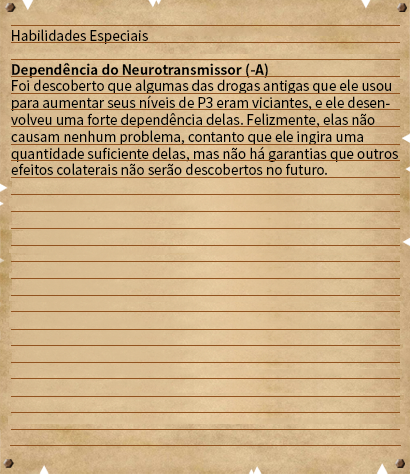 Habilidades Especiais
Dependência do Neurotransmissor (-A)
Foi descoberto que algumas das drogas antigas que ele usou
para aumentar seus níveis de P3 eram viciantes, e ele desen-
volveu uma forte dependência delas. Felizmente, elas não
causam nenhum problema, contanto que ele ingira uma
quantidade suficiente delas, mas não há garantias que outros
efeitos colaterais não serão descobertos no futuro.